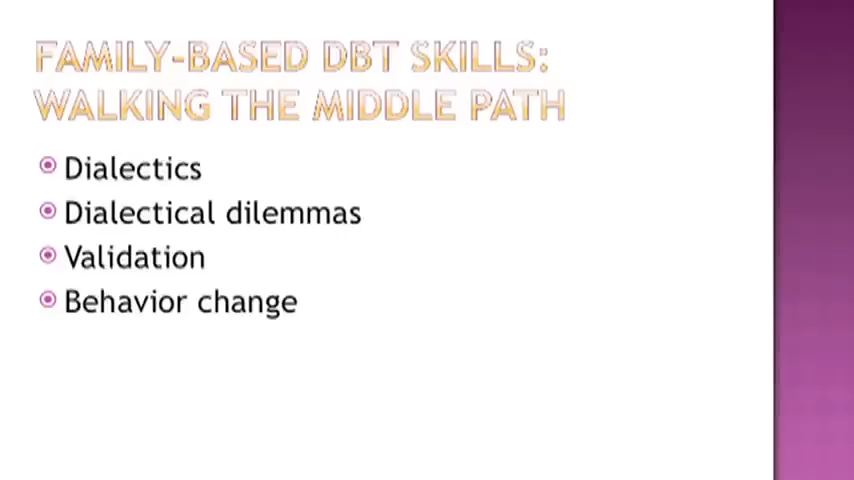 FAMILY-BASED DBT SKILLS:
WALKING THE MIDDLE PATH
Dialectics
Dialectical dilemmas
Validation
Behavior change